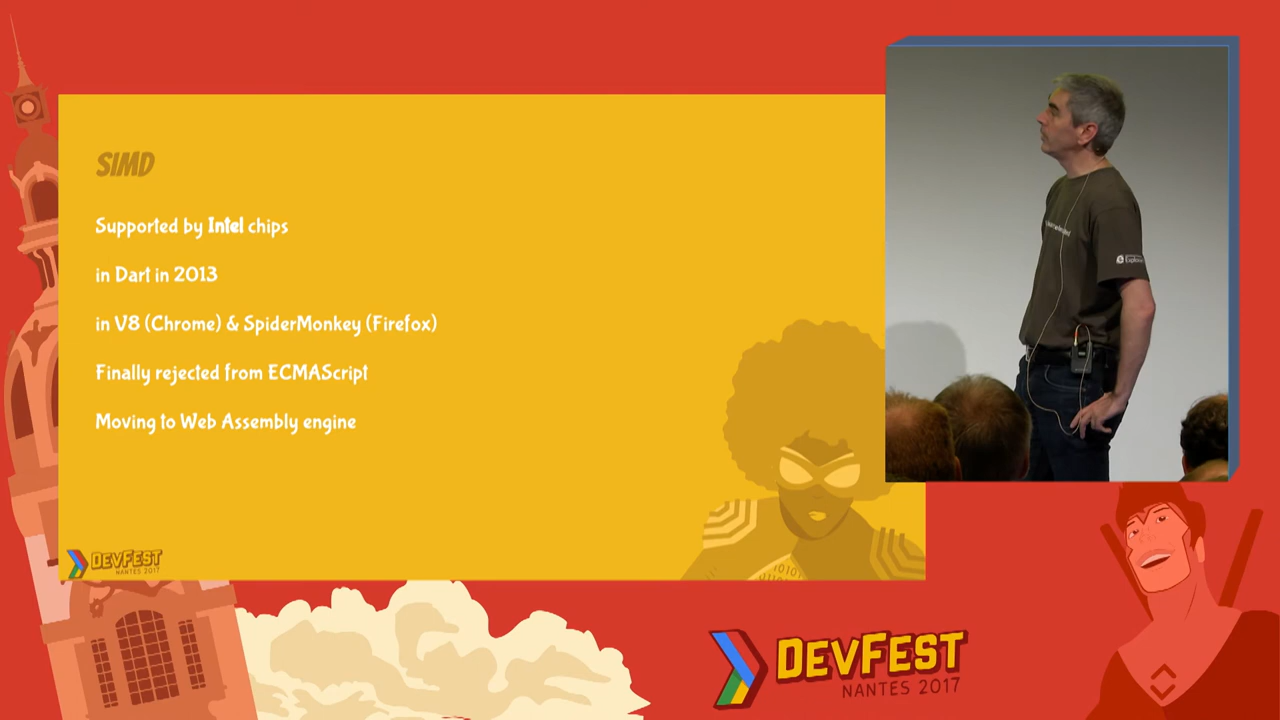 SIMD
Supported by Intel chips
in Dart in 2013
in V8 (Chrome) & SpiderMonkey (Firefox)
Finally rejected from ECMAScript
Moving to Web Assembly engine
DEVFEST
NANTES 2017
DEVFEST
NANTES 2017